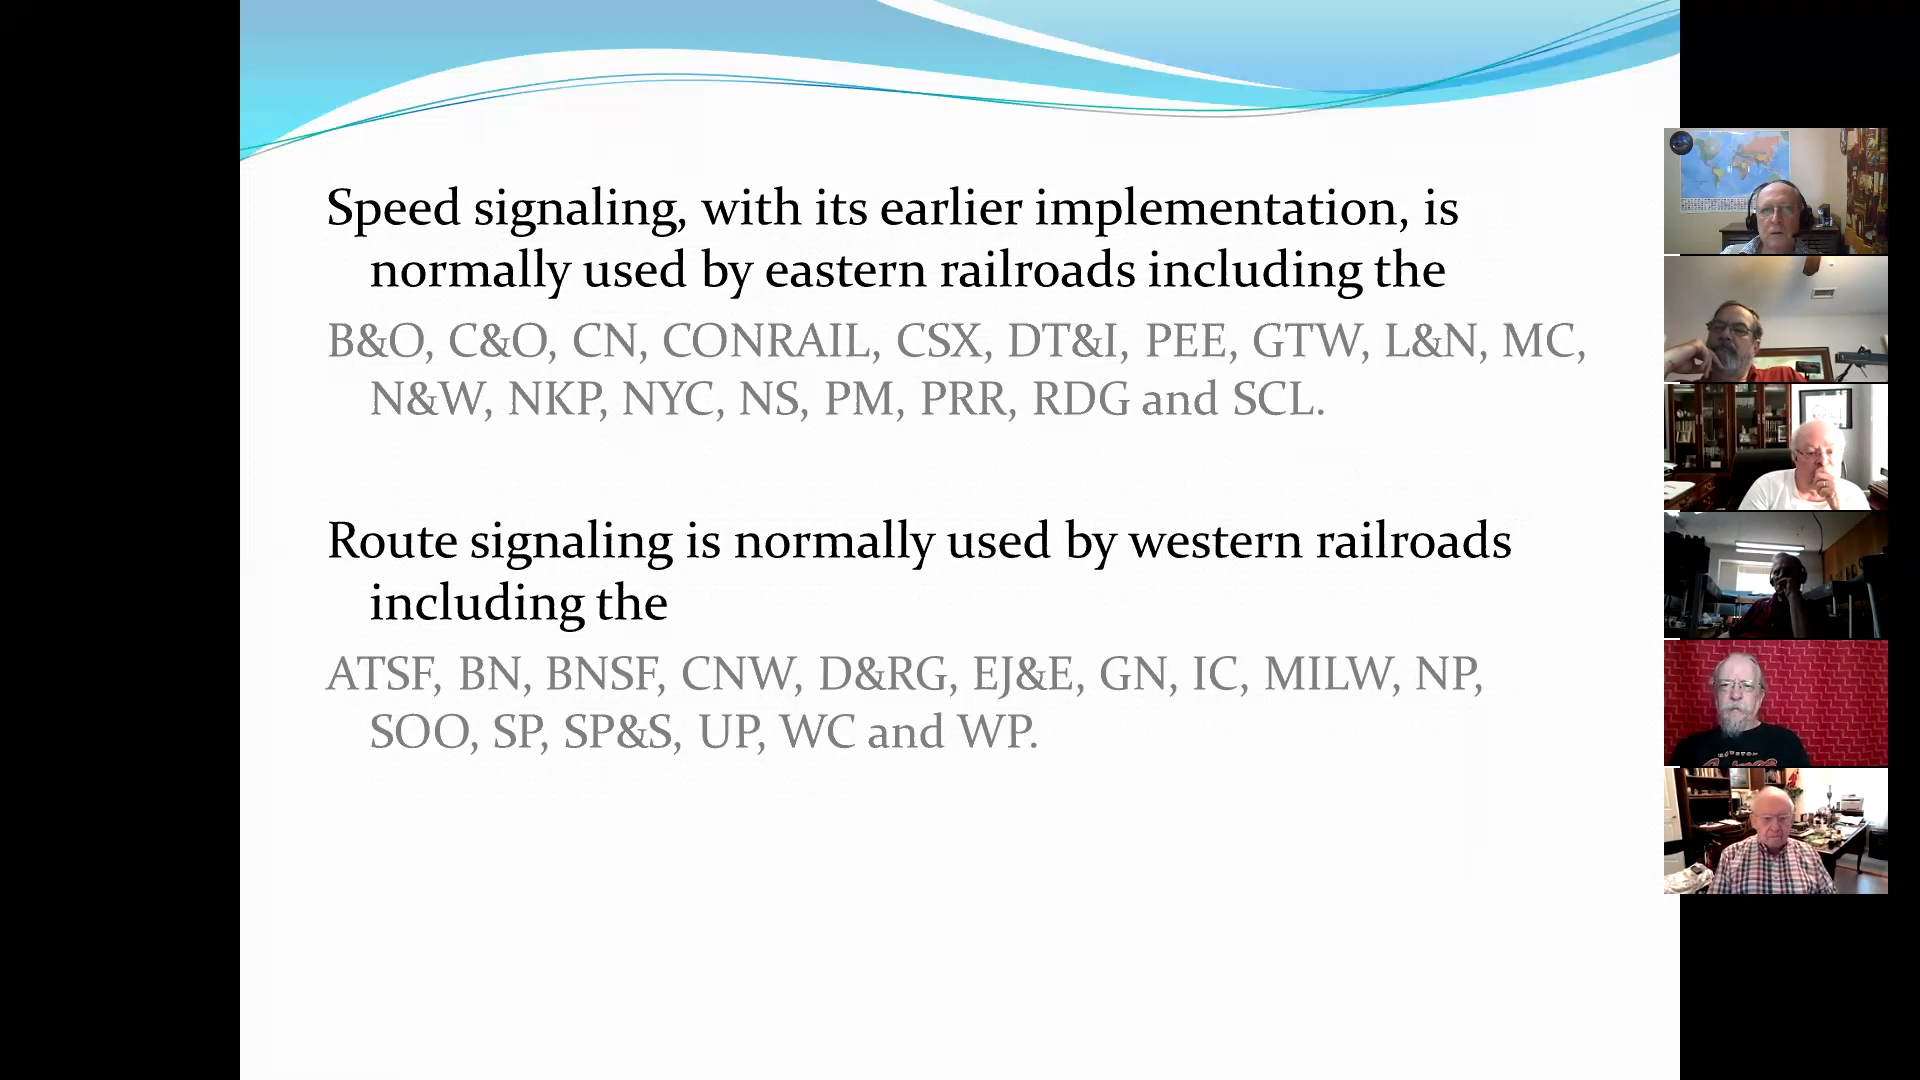 Speed signaling, with its earlier implementation, is
normally used by eastern railroads including the
B&O, C&O, CN, CONRAIL, CSX, DT&I, PEE, GTW, L&N, MC,
N&W, NKP, NYC, NS, PM, PRR, RDG and SCL.
Route signaling is normally used by western railroads
including the
ATSF, BN, BNSF, CNW, D&RG, EJ&E, GN, IC, MILW, NP,
SOO, SP, SP&S, UP, WC and WP.
HOUSTON